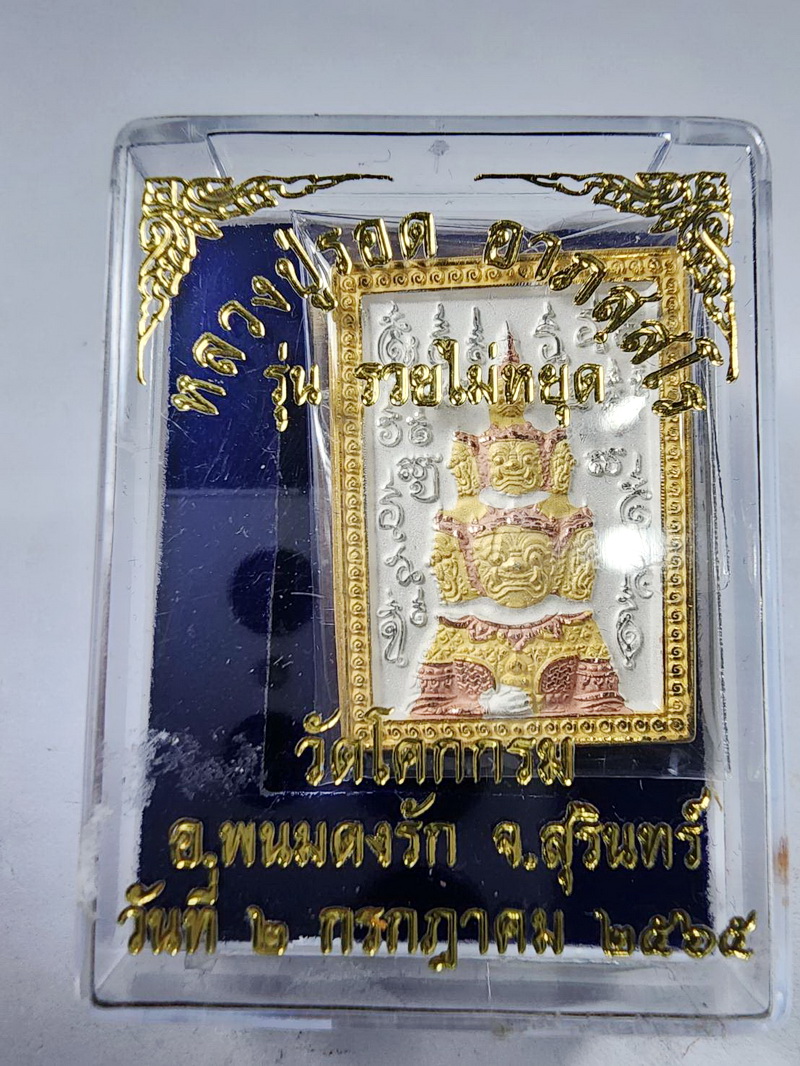 หลวงปู่รอด อาภสฺสโร
รุ่น รวยไม่หยุด
วัดโคกกรม
อ.พนมดงรัก จ.สุรินทร์
วันที่ ๒ กรกฎาคม ๒๕๖๕